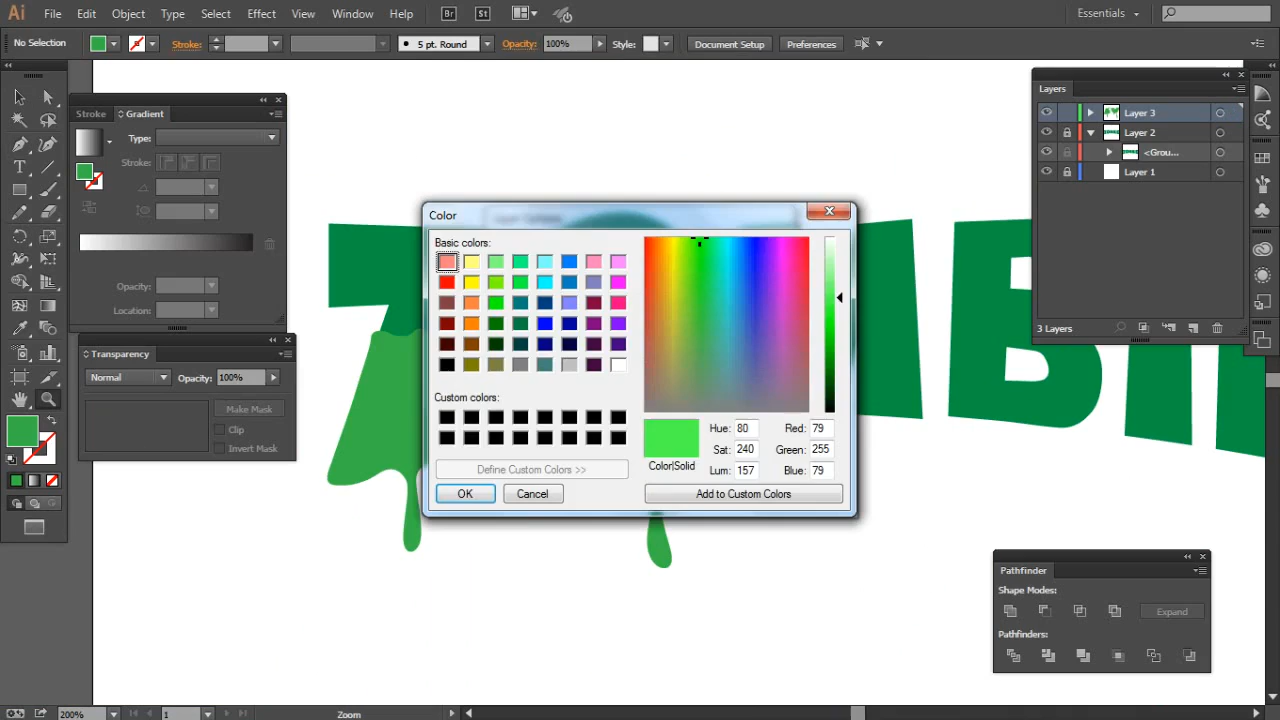 Ai File Edit Object Type Select Effect View Window Help Br St Essentials
No Selection Stroke: 5 pt. Round Opacity: 100% Style: Document Setup Preferences
Stroke Gradient
Type:
Stroke:
Opacity:
Location:
Transparency
Normal Opacity: 100%
Make Mask
Clip
Invert Mask
Color
Basic colors:
Custom colors:
Define Custom Colors >>
OK Cancel
Color|Solid
Hue: 80 Red: 79
Sat: 240 Green: 255
Lum: 157 Blue: 79
Add to Custom Colors
Layers
Layer 3
Layer 2
<Grou...
Layer 1
3 Layers
Pathfinder
Shape Modes:
Expand
Pathfinders:
200% 1 Zoom